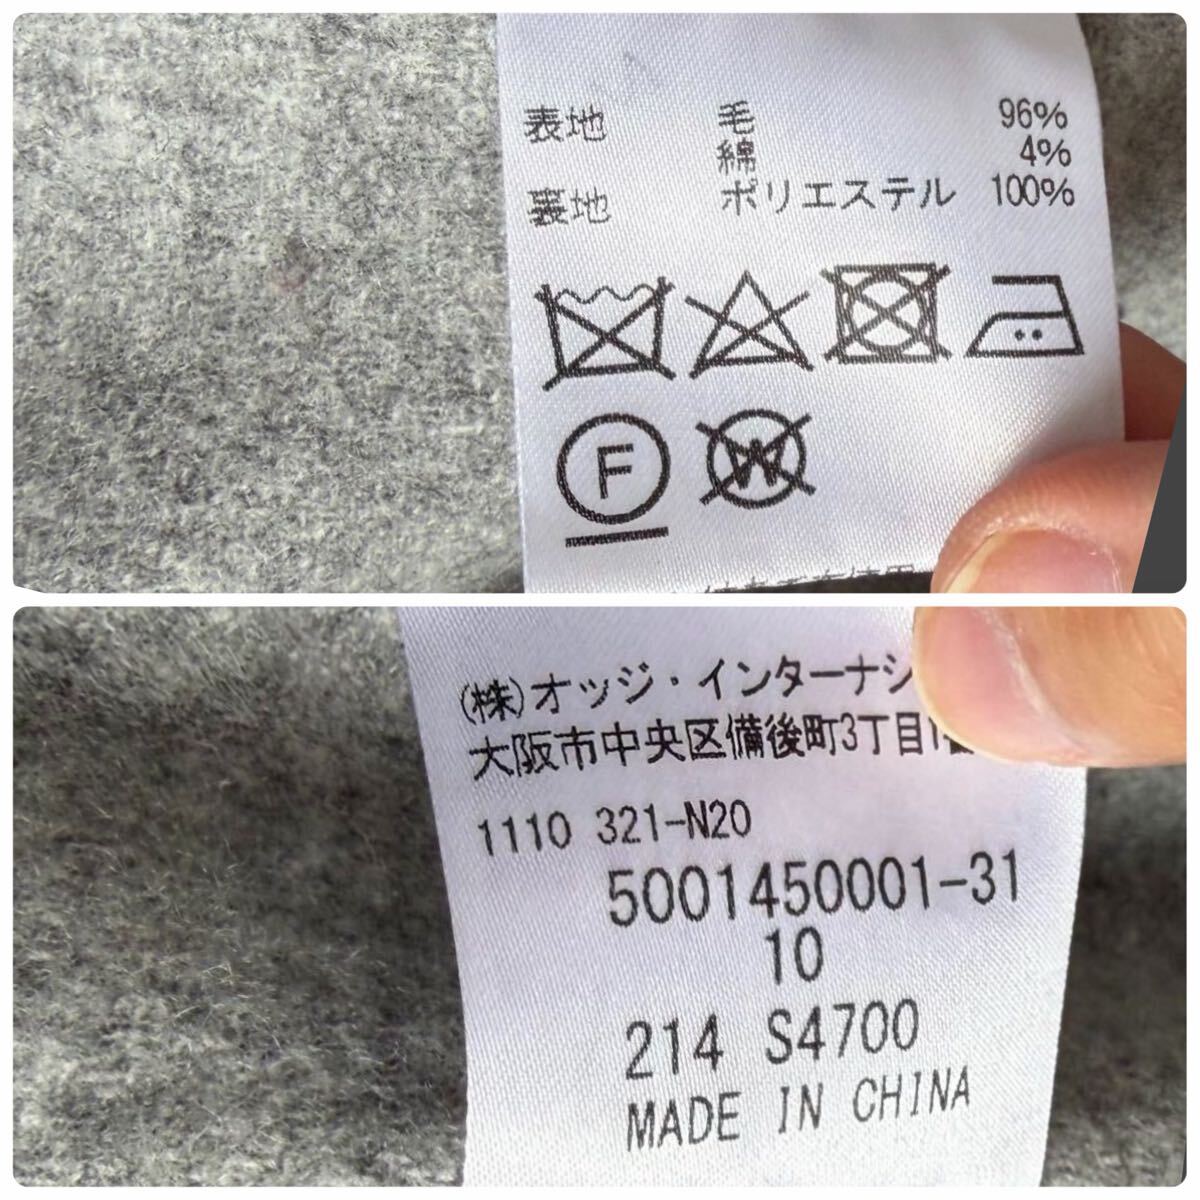 表地 毛 96%
綿 4%
裏地 ポリエステル 100%
F
W
(株)オッジ・インターナシ
大阪市中央区備後町3丁目1
1110 321-N20
5001450001-31
10
214 S4700
MADE IN CHINA